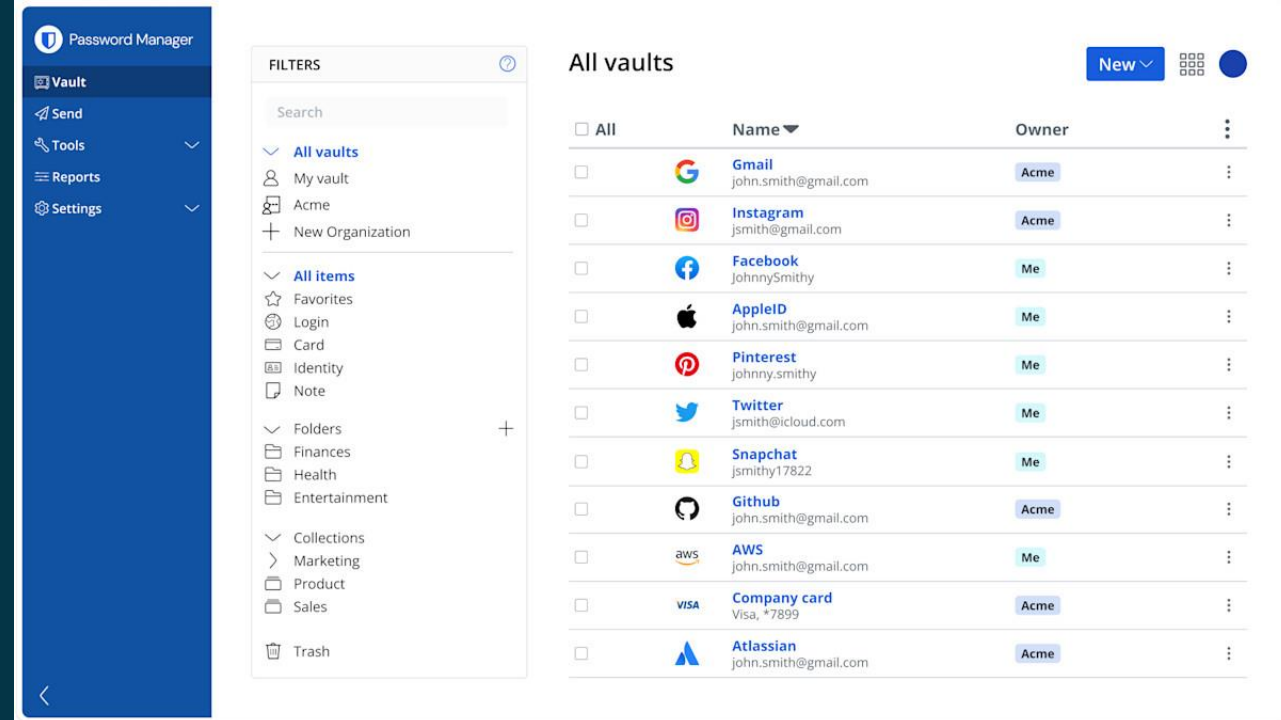 Password Manager
Vault
Send
Tools
Reports
Settings
FILTERS
Search
All vaults
My vault
Acme
New Organization
All items
Favorites
Login
Card
Identity
Note
Folders
Finances
Health
Entertainment
Collections
Marketing
Product
Sales
Trash
All vaults
New
All Name Owner
Gmail
john.smith@gmail.com
Acme
Instagram
jsmith@gmail.com
Acme
Facebook
JohnnySmithy
Me
AppleID
john.smith@gmail.com
Me
Pinterest
johnny.smithy
Me
Twitter
jsmith@icloud.com
Me
Snapchat
jsmithy17822
Me
Github
john.smith@gmail.com
Acme
aws
AWS
john.smith@gmail.com
Me
VISA
Company card
Visa, *7899
Acme
Atlassian
john.smith@gmail.com
Acme